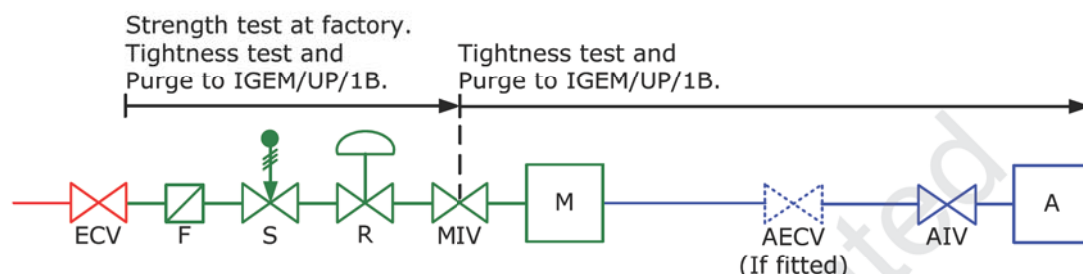 Strength test at factory.
Tightness test and
Purge to IGEM/UP/1B.
Tightness test and
Purge to IGEM/UP/1B.
M
A
ECV
F
S
R
MIV
AECV
(If fitted)
AIV